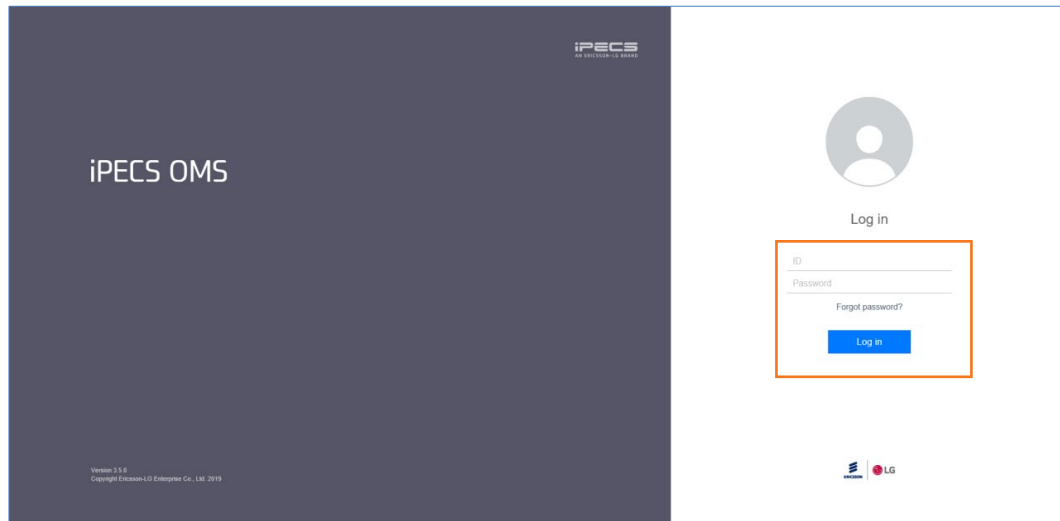 iPECS
AN ERICSSON-LG BRAND
iPECS OMS
Version 3.5.0
Copyright Ericsson-LG Enterprise Co., Ltd. 2019
Log in
ID
Password
Forgot password?
Log in
ERICSSON
LG